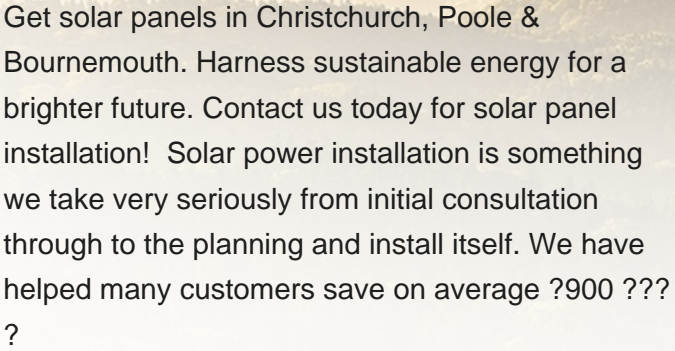 Get solar panels in Christchurch, Poole &
Bournemouth. Harness sustainable energy for a
brighter future. Contact us today for solar panel
installation!  Solar power installation is something
we take very seriously from initial consultation
through to the planning and install itself. We have
helped many customers save on average ?900 ???
?